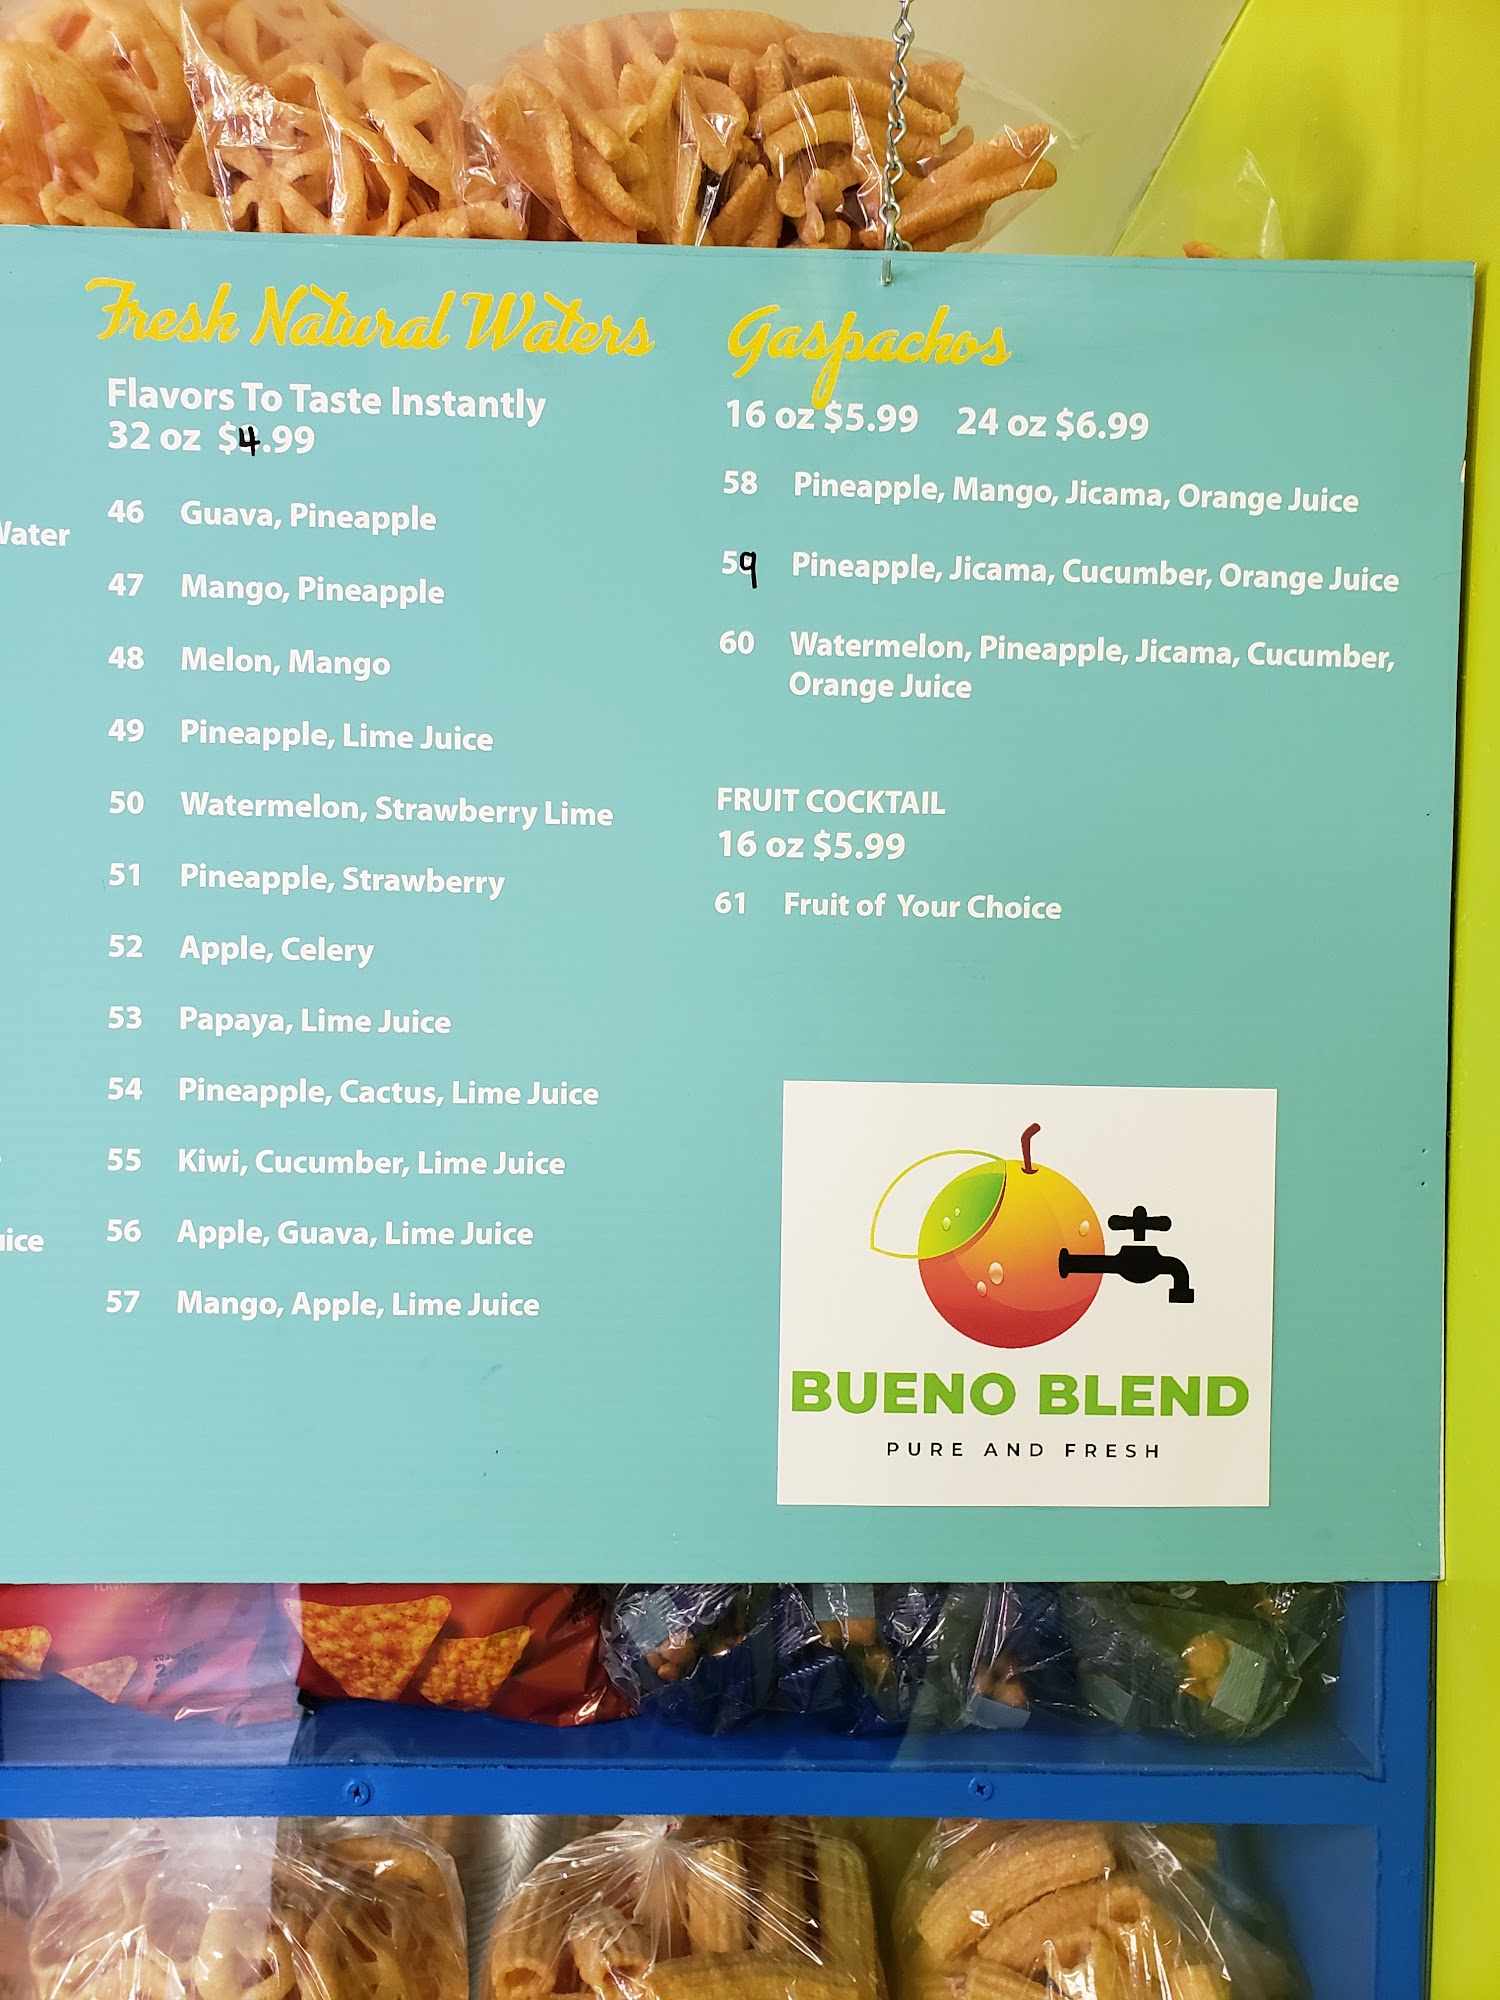 Fresh Natural Waters
Flavors To Taste Instantly
32 oz $4.99
46 Guava, Pineapple
47 Mango, Pineapple
48 Melon, Mango
49 Pineapple, Lime Juice
50 Watermelon, Strawberry Lime
51 Pineapple, Strawberry
52 Apple, Celery
53 Papaya, Lime Juice
54 Pineapple, Cactus, Lime Juice
55 Kiwi, Cucumber, Lime Juice
56 Apple, Guava, Lime Juice
57 Mango, Apple, Lime Juice
Gaspachos
16 oz $5.99 24 oz $6.99
58 Pineapple, Mango, Jicama, Orange Juice
59 Pineapple, Jicama, Cucumber, Orange Juice
60 Watermelon, Pineapple, Jicama, Cucumber,
Orange Juice
FRUIT COCKTAIL
16 oz $5.99
61 Fruit of Your Choice
BUENO BLEND
PURE AND FRESH